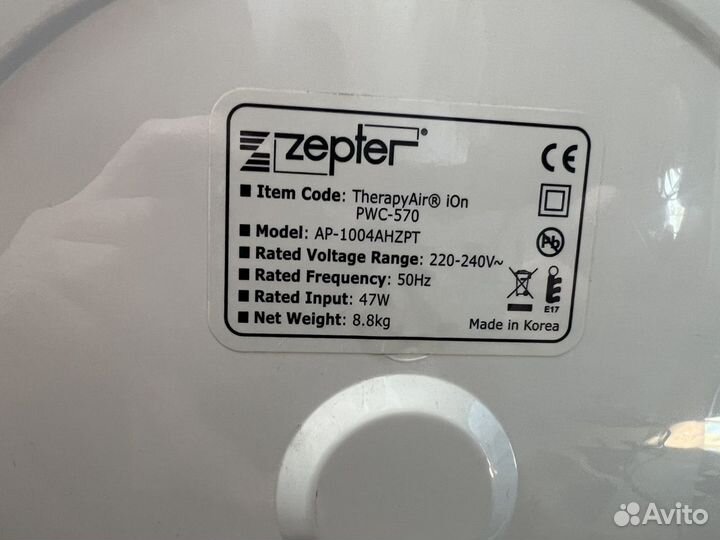 zepter®
CE
■ Item Code: TherapyAir® iOn
PWC-570
■ Model: AP-1004AHZPT
■ Rated Voltage Range: 220-240V~
■ Rated Frequency: 50Hz
■ Rated Input: 47W
■ Net Weight: 8.8kg
Pb
E17
Made in Korea
Avito